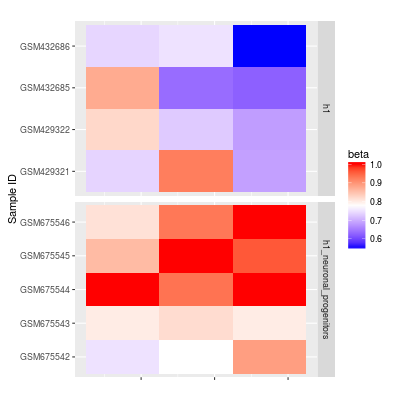 Sample ID
GSM432686
GSM432685
GSM429322
GSM429321
h1
GSM675546
GSM675545
GSM675544
GSM675543
GSM675542
h1_neuronal_progenitors
beta
1.0
0.9
0.8
0.7
0.6